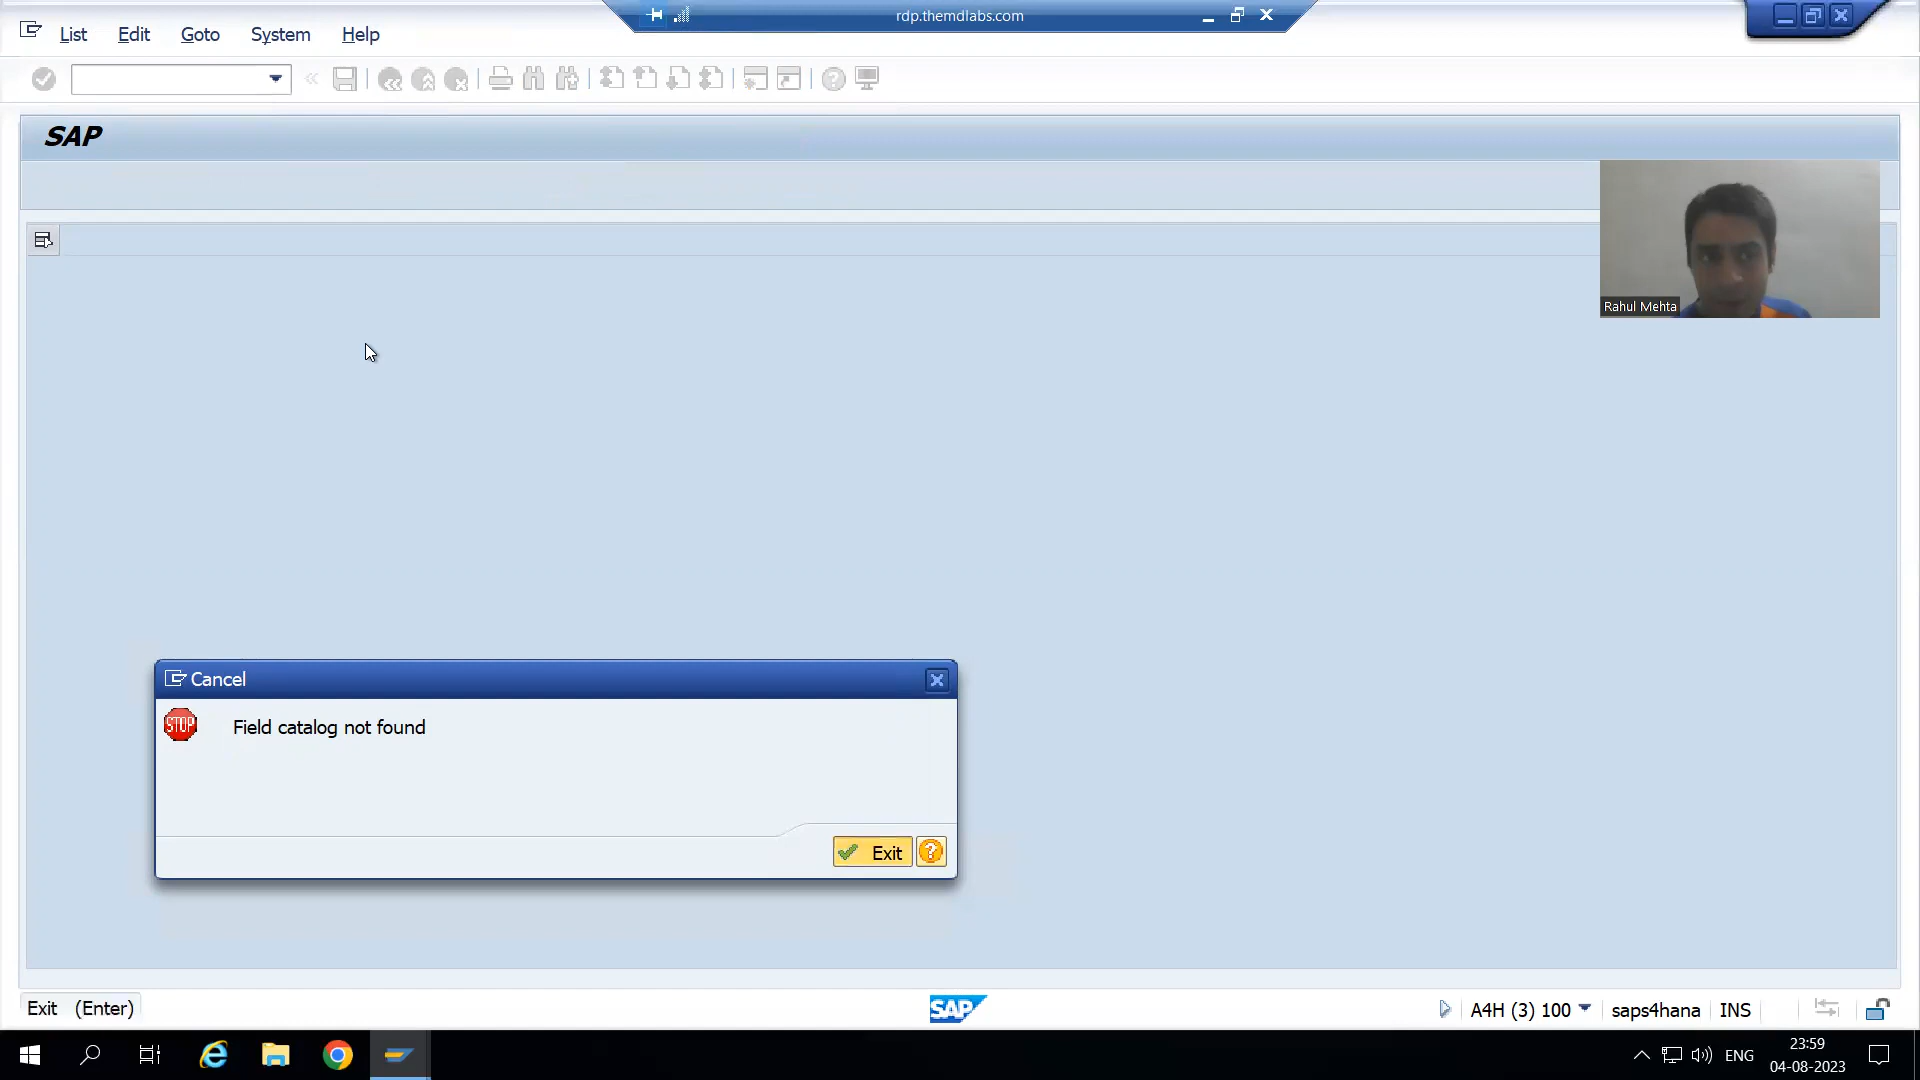 rdp.themdlabs.com
List Edit Goto System Help
SAP
Rahul Mehta
Cancel
STOP
Field catalog not found
Exit
Exit (Enter)
SAP
A4H (3) 100 saps4hana INS
ENG
23:59
04-08-2023